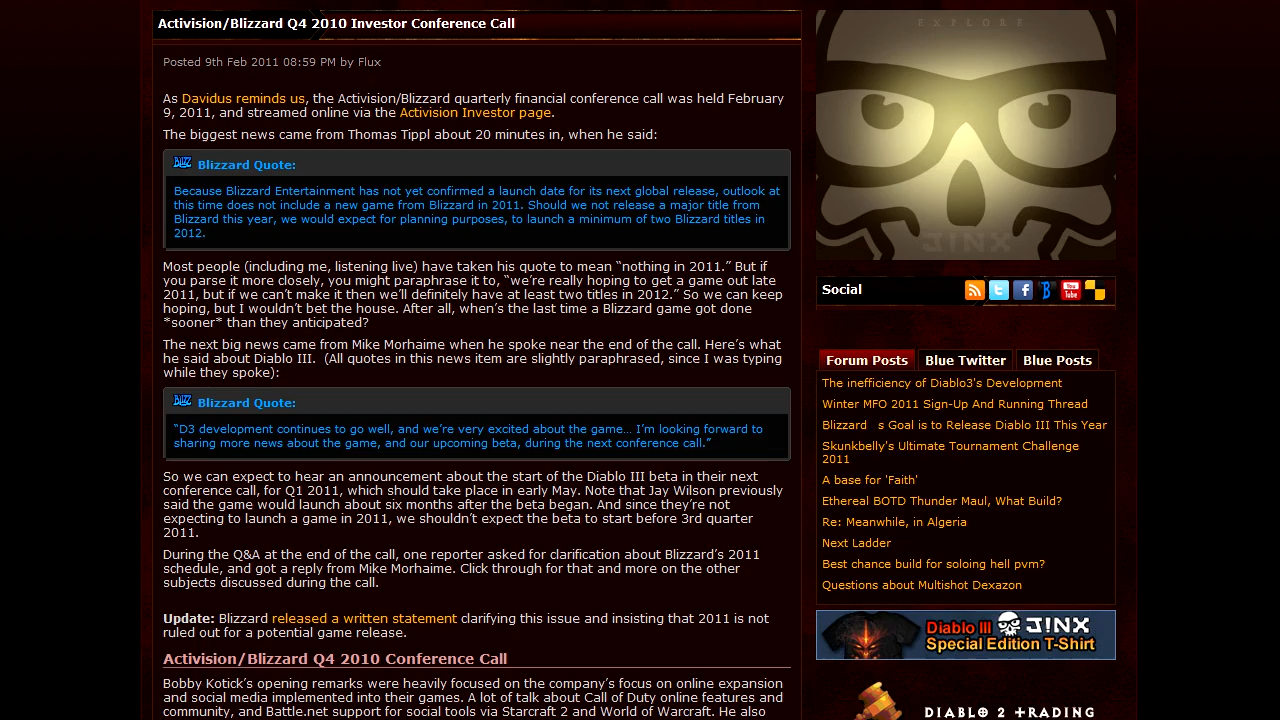 Activision/Blizzard Q4 2010 Investor Conference Call
Posted 9th Feb 2011 08:59 PM by Flux
As Davidus reminds us, the Activision/Blizzard quarterly financial conference call was held February
9, 2011, and streamed online via the Activision Investor page.
The biggest news came from Thomas Tippl about 20 minutes in, when he said:
BLIZZ Blizzard Quote:
Because Blizzard Entertainment has not yet confirmed a launch date for its next global release, outlook at
this time does not include a new game from Blizzard in 2011. Should we not release a major title from
Blizzard this year, we would expect for planning purposes, to launch a minimum of two Blizzard titles in
2012.
Most people (including me, listening live) have taken his quote to mean “nothing in 2011.” But if
you parse it more closely, you might paraphrase it to, “we’re really hoping to get a game out late
2011, but if we can’t make it then we’ll definitely have at least two titles in 2012.” So we can keep
hoping, but I wouldn’t bet the house. After all, when’s the last time a Blizzard game got done
*sooner* than they anticipated?
The next big news came from Mike Morhaime when he spoke near the end of the call. Here’s what
he said about Diablo III.  (All quotes in this news item are slightly paraphrased, since I was typing
while they spoke):
BLIZZ Blizzard Quote:
“D3 development continues to go well, and we’re very excited about the game… I’m looking forward to
sharing more news about the game, and our upcoming beta, during the next conference call.”
So we can expect to hear an announcement about the start of the Diablo III beta in their next
conference call, for Q1 2011, which should take place in early May. Note that Jay Wilson previously
said the game would launch about six months after the beta began. And since they’re not
expecting to launch a game in 2011, we shouldn’t expect the beta to start before 3rd quarter
2011.
During the Q&A at the end of the call, one reporter asked for clarification about Blizzard’s 2011
schedule, and got a reply from Mike Morhaime. Click through for that and more on the other
subjects discussed during the call.
Update: Blizzard released a written statement clarifying this issue and insisting that 2011 is not
ruled out for a potential game release.
Activision/Blizzard Q4 2010 Conference Call
Bobby Kotick’s opening remarks were heavily focused on the company’s focus on online expansion
and social media implemented into their games. A lot of talk about Call of Duty online features and
community, and Battle.net support for social tools via Starcraft 2 and World of Warcraft. He also
EXPLORE
JINX
Social
You
Tube
Forum Posts
Blue Twitter
Blue Posts
The inefficiency of Diablo3's Development
Winter MFO 2011 Sign-Up And Running Thread
Blizzard   s Goal is to Release Diablo III This Year
Skunkbelly's Ultimate Tournament Challenge
2011
A base for 'Faith'
Ethereal BOTD Thunder Maul, What Build?
Re: Meanwhile, in Algeria
Next Ladder
Best chance build for soloing hell pvm?
Questions about Multishot Dexazon
Diablo III J!NX
Special Edition T-Shirt
DIABLO 2 TRADING